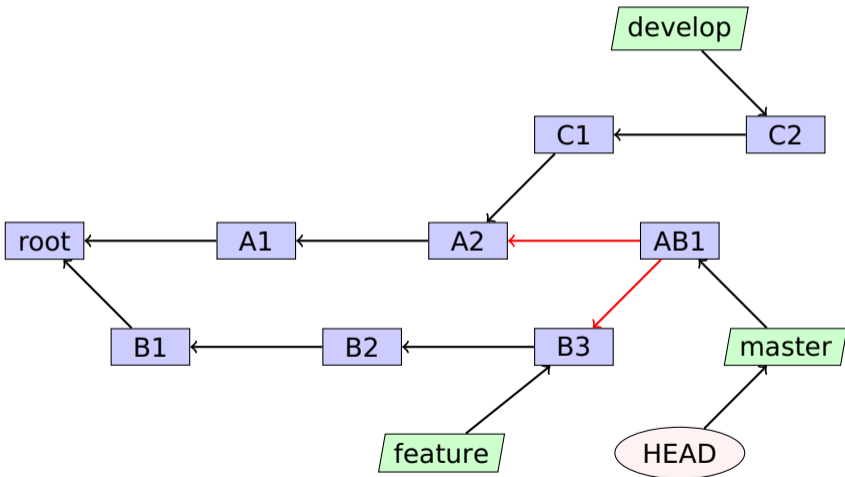 develop
C1
C2
root
A1
A2
AB1
B1
B2
B3
master
feature
HEAD